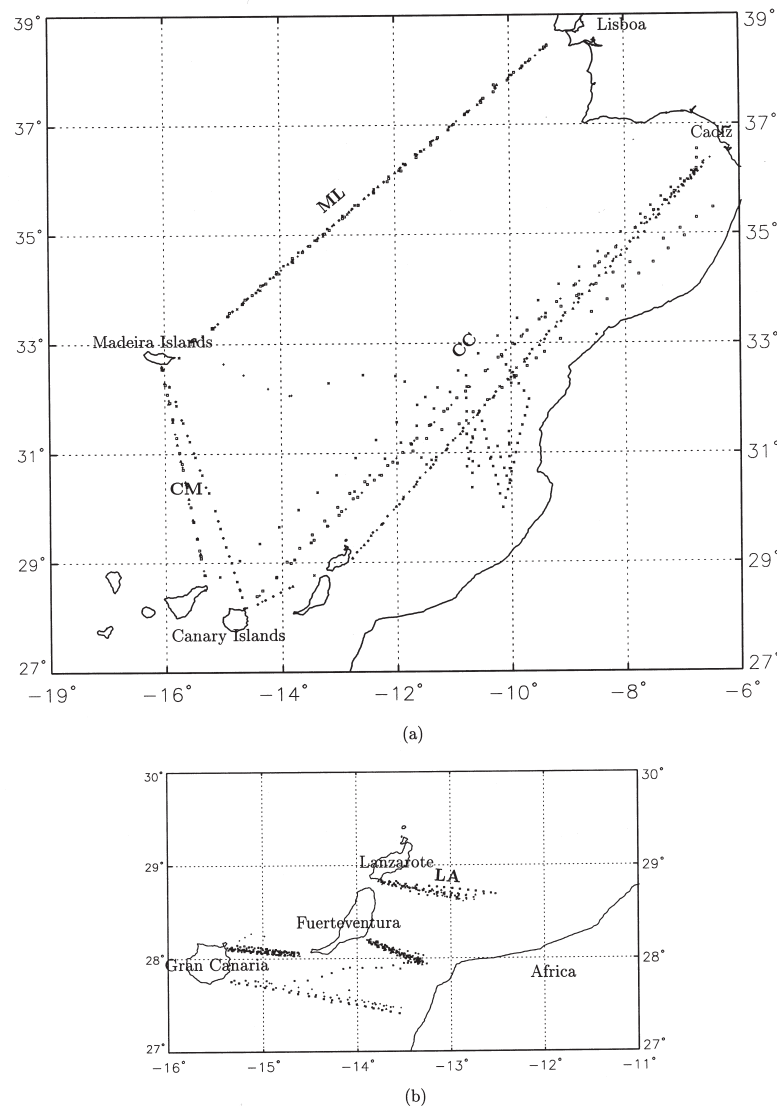 39°
39°
Lisboa
37°
37°
Cadíz
ML
35°
35°
Madeira Islands
33°
33°
CC
31°
31°
CM
29°
29°
Canary Islands
27°
27°
−19°
−16°
−14°
−12°
−10°
−8°
−6°
(a)
30°
30°
Lanzarote
29°
29°
LA
Fuerteventura
28°
28°
Gran Canaria
Africa
27°
27°
−16°
−15°
−14°
−13°
−12°
−11°
(b)